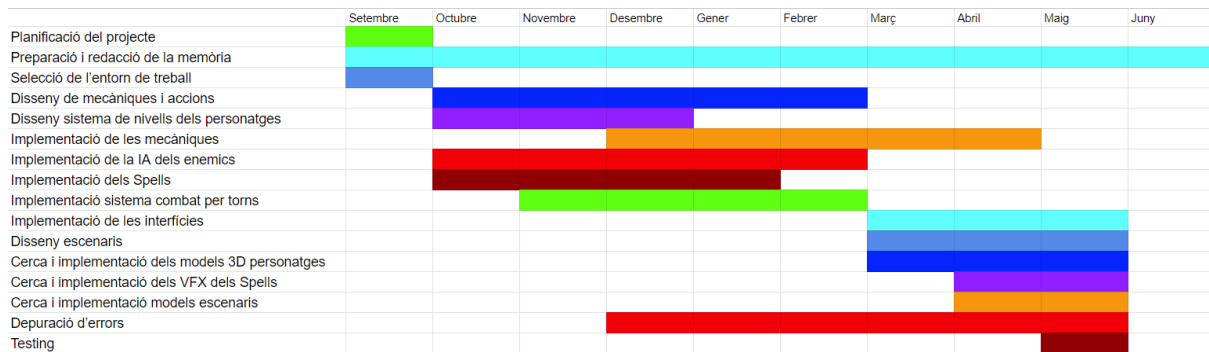 Setembre Octubre Novembre Desembre Gener Febrer Març Abril Maig Juny
Planificació del projecte
Preparació i redacció de la memòria
Selecció de l'entorn de treball
Disseny de mecàniques i accions
Disseny sistema de nivells dels personatges
Implementació de les mecàniques
Implementació de la IA dels enemics
Implementació dels Spells
Implementació sistema combat per torns
Implementació de les interfícies
Disseny escenaris
Cerca i implementació dels models 3D personatges
Cerca i implementació dels VFX dels Spells
Cerca i implementació models escenaris
Depuració d'errors
Testing